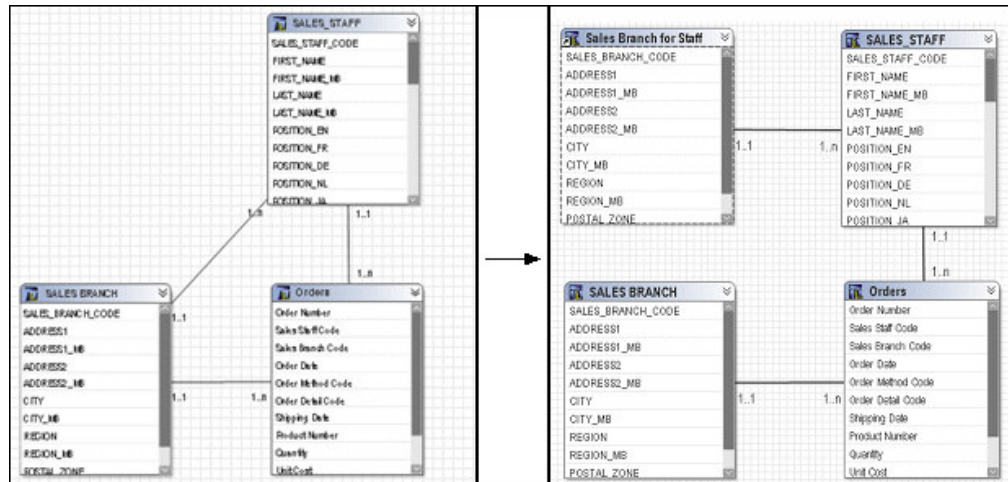 SALES_STAFF
SALES_STAFF_CODE
FIRST_NAME
FIRST_NAME_MB
LAST_NAME
LAST_NAME_MB
POSITION_EN
POSITION_FR
POSITION_DE
POSITION_NL
POSITION_JA
1..n
1..1
1..n
SALES BRANCH
SALES_BRANCH_CODE
ADDRESS1
ADDRESS1_MB
ADDRESS2
ADDRESS2_MB
CITY
CITY_MB
REGION
REGION_MB
POSTAL_ZONE
1..1
1..1
1..n
Orders
Order Number
Sales Staff Code
Sales Branch Code
Order Date
Order Method Code
Order Detail Code
Shipping Date
Product Number
Quantity
Unit Cost
Sales Branch for Staff
SALES_BRANCH_CODE
ADDRESS1
ADDRESS1_MB
ADDRESS2
ADDRESS2_MB
CITY
CITY_MB
REGION
REGION_MB
POSTAL_ZONE
1..1
1..n
SALES_STAFF
SALES_STAFF_CODE
FIRST_NAME
FIRST_NAME_MB
LAST_NAME
LAST_NAME_MB
POSITION_EN
POSITION_FR
POSITION_DE
POSITION_NL
POSITION_JA
1..1
1..n
SALES BRANCH
SALES_BRANCH_CODE
ADDRESS1
ADDRESS1_MB
ADDRESS2
ADDRESS2_MB
CITY
CITY_MB
REGION
REGION_MB
POSTAL_ZONE
1..1
1..n
Orders
Order Number
Sales Staff Code
Sales Branch Code
Order Date
Order Method Code
Order Detail Code
Shipping Date
Product Number
Quantity
Unit Cost